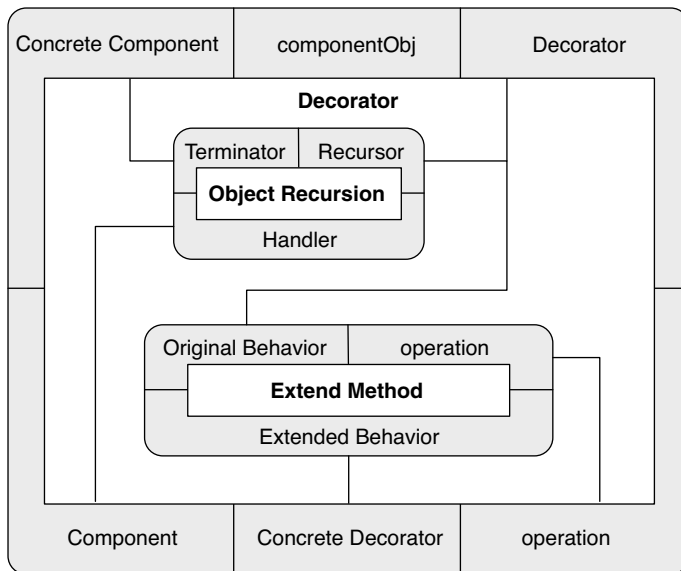 Concrete Component
componentObj
Decorator
Decorator
Terminator
Recursor
Object Recursion
Handler
Original Behavior
operation
Extend Method
Extended Behavior
Component
Concrete Decorator
operation